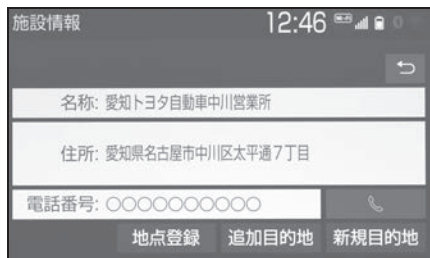 施設情報 12:46
名称: 愛知トヨタ自動車中川営業所
住所: 愛知県名古屋市中川区太平通7丁目
電話番号: ○○○○○○○○○○
地点登録 追加目的地 新規目的地